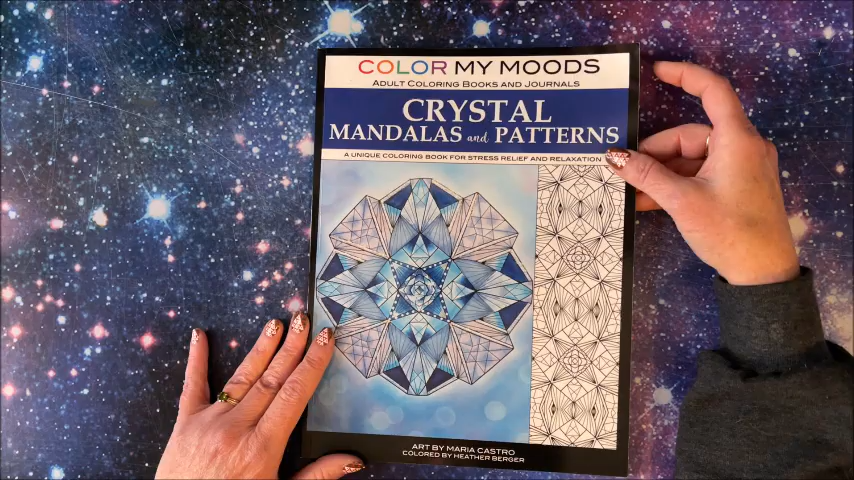 COLOR MY MOODS
ADULT COLORING BOOKS AND JOURNALS
CRYSTAL
MANDALAS and PATTERNS
A UNIQUE COLORING BOOK FOR STRESS RELIEF AND RELAXATION
ART BY MARIA CASTRO
COLORED BY HEATHER BERGER